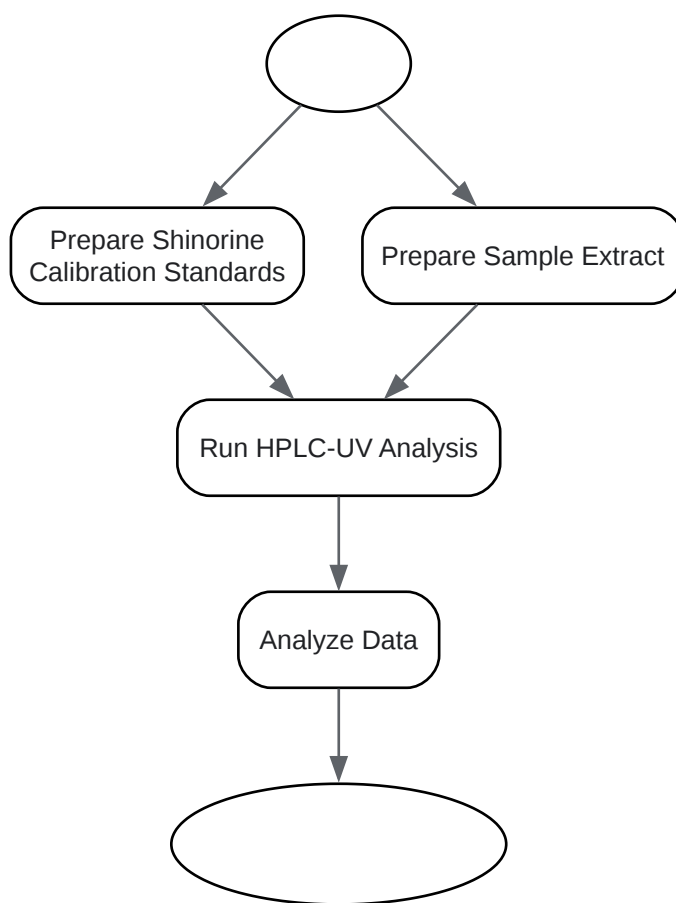 Prepare Shinorine
Calibration Standards
Prepare Sample Extract
Run HPLC-UV Analysis
Analyze Data